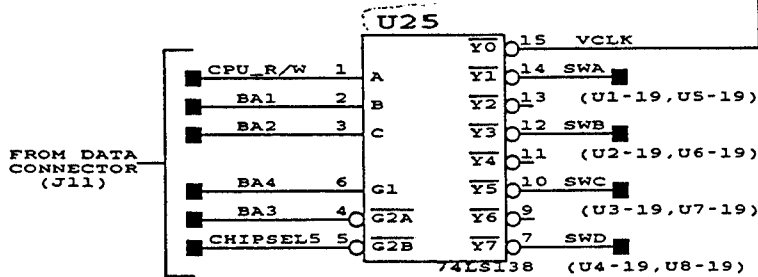 U25
Y0 15 VCLK
CPU_R/W 1 A Y1 14 SWA
BA1 2 B Y2 13 (U1-19,U5-19)
BA2 3 C Y3 12 SWB
Y4 11 (U2-19,U6-19)
FROM DATA
CONNECTOR
(J11)
BA4 6 G1 Y5 10 SWC
BA3 4 G2A Y6 9 (U3-19,U7-19)
CHIPSEL5 5 G2B Y7 7 SWD
74LS138 (U4-19,U8-19)